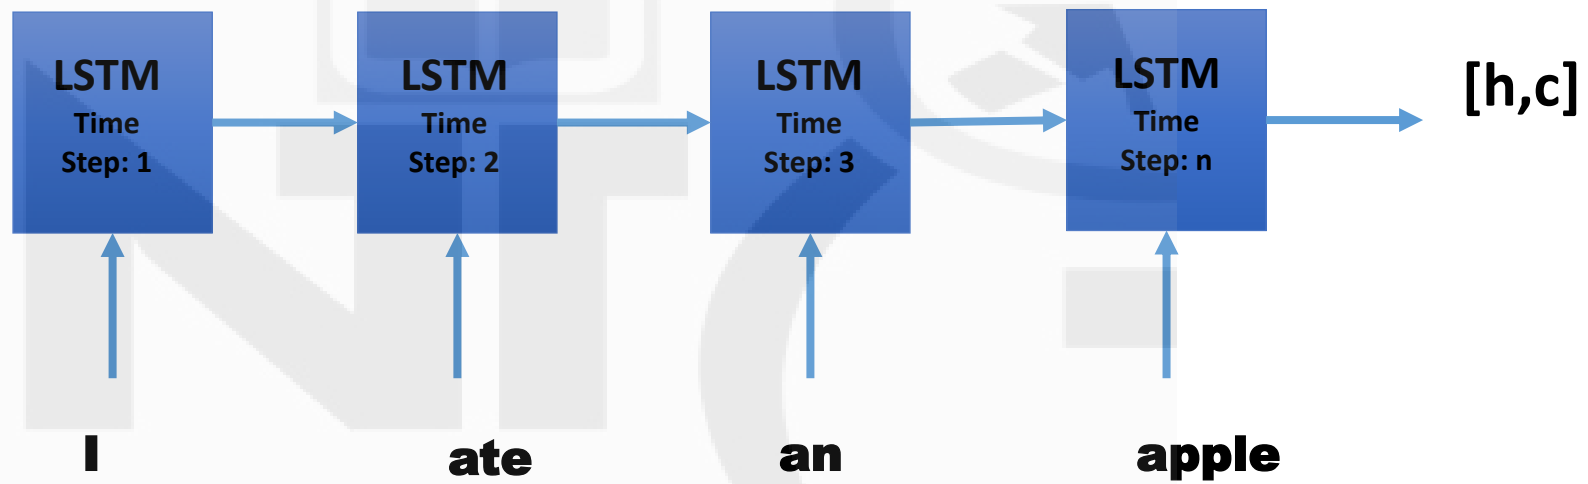 LSTM
Time
Step: 1
LSTM
Time
Step: 2
LSTM
Time
Step: 3
LSTM
Time
Step: n
[h,c]
I
ate
an
apple